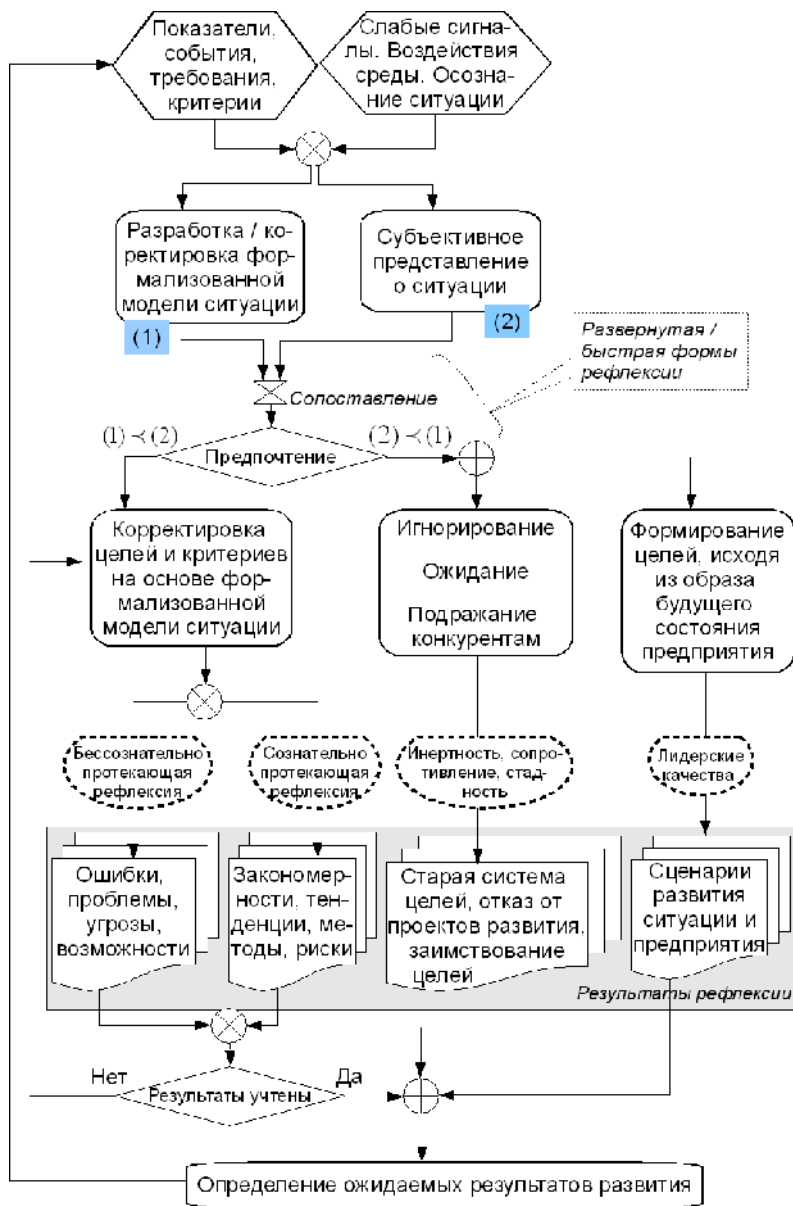 Показатели,
события,
требования,
критерии
Слабые сигна-
лы. Воздействия
среды. Осозна-
ние ситуации
Разработка / ко-
ректировка фор-
мализованной
модели ситуации
(1)
Субъективное
представление
о ситуации
(2)
Развернутая /
быстрая формы
рефлексии
Сопоставление
(1) ≺ (2)
Предпочтение
(2) ≺ (1)
Корректировка
целей и критериев
на основе фор-
мализованной
модели ситуации
Игнорирование
Ожидание
Подражание
конкурентам
Формирование
целей, исходя
из образа
будущего
состояния
предприятия
Бессознательно
протекающая
рефлексия
Сознательно
протекающая
рефлексия
Инертность, сопро-
тивление, стад-
ность
Лидерские
качества
Ошибки,
проблемы,
угрозы,
возможности
Закономер-
ности, тен-
денции, ме-
тоды, риски
Старая система
целей, отказ от
проектов развития,
заимствование
целей
Сценарии
развития
ситуации и
предприятия
Результаты рефлексии
Нет
Результаты учтены
Да
Определение ожидаемых результатов развития